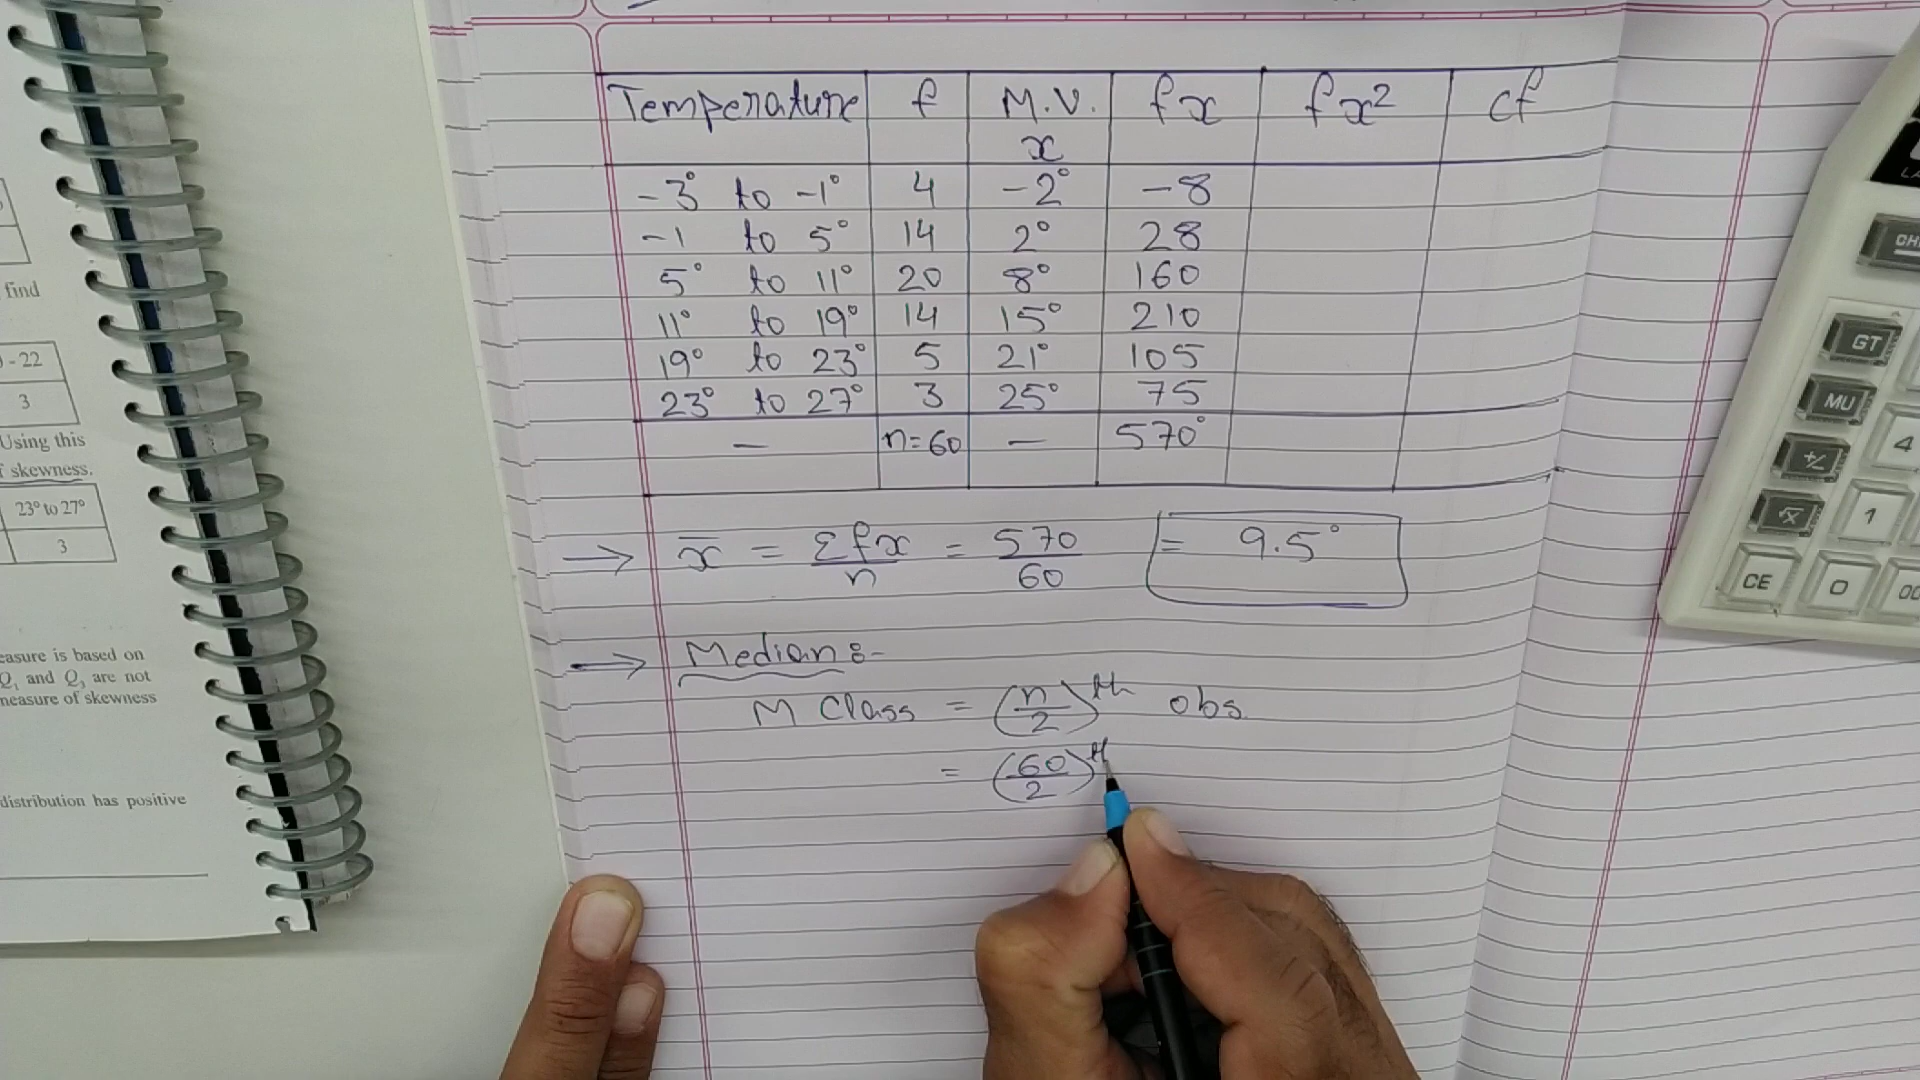 find
- 22
3
Using this
skewness.
23° to 27°
3
measure is based on
Q₁ and Q₃ are not
measure of skewness
distribution has positive
Temperature f M.V. x fx fx² cf
-3° to -1° 4 -2° -8
-1 to 5° 14 2° 28
5° to 11° 20 8° 160
11° to 19° 14 15° 210
19° to 23° 5 21° 105
23° to 27° 3 25° 75
— n=60 — 570°
→ x̄ = Σfx/n = 570/60 = 9.5°
→ Median :-
M Class = (n/2)th obs
= (60/2)
GT
MU
+/-
√x
CE
4
1
0